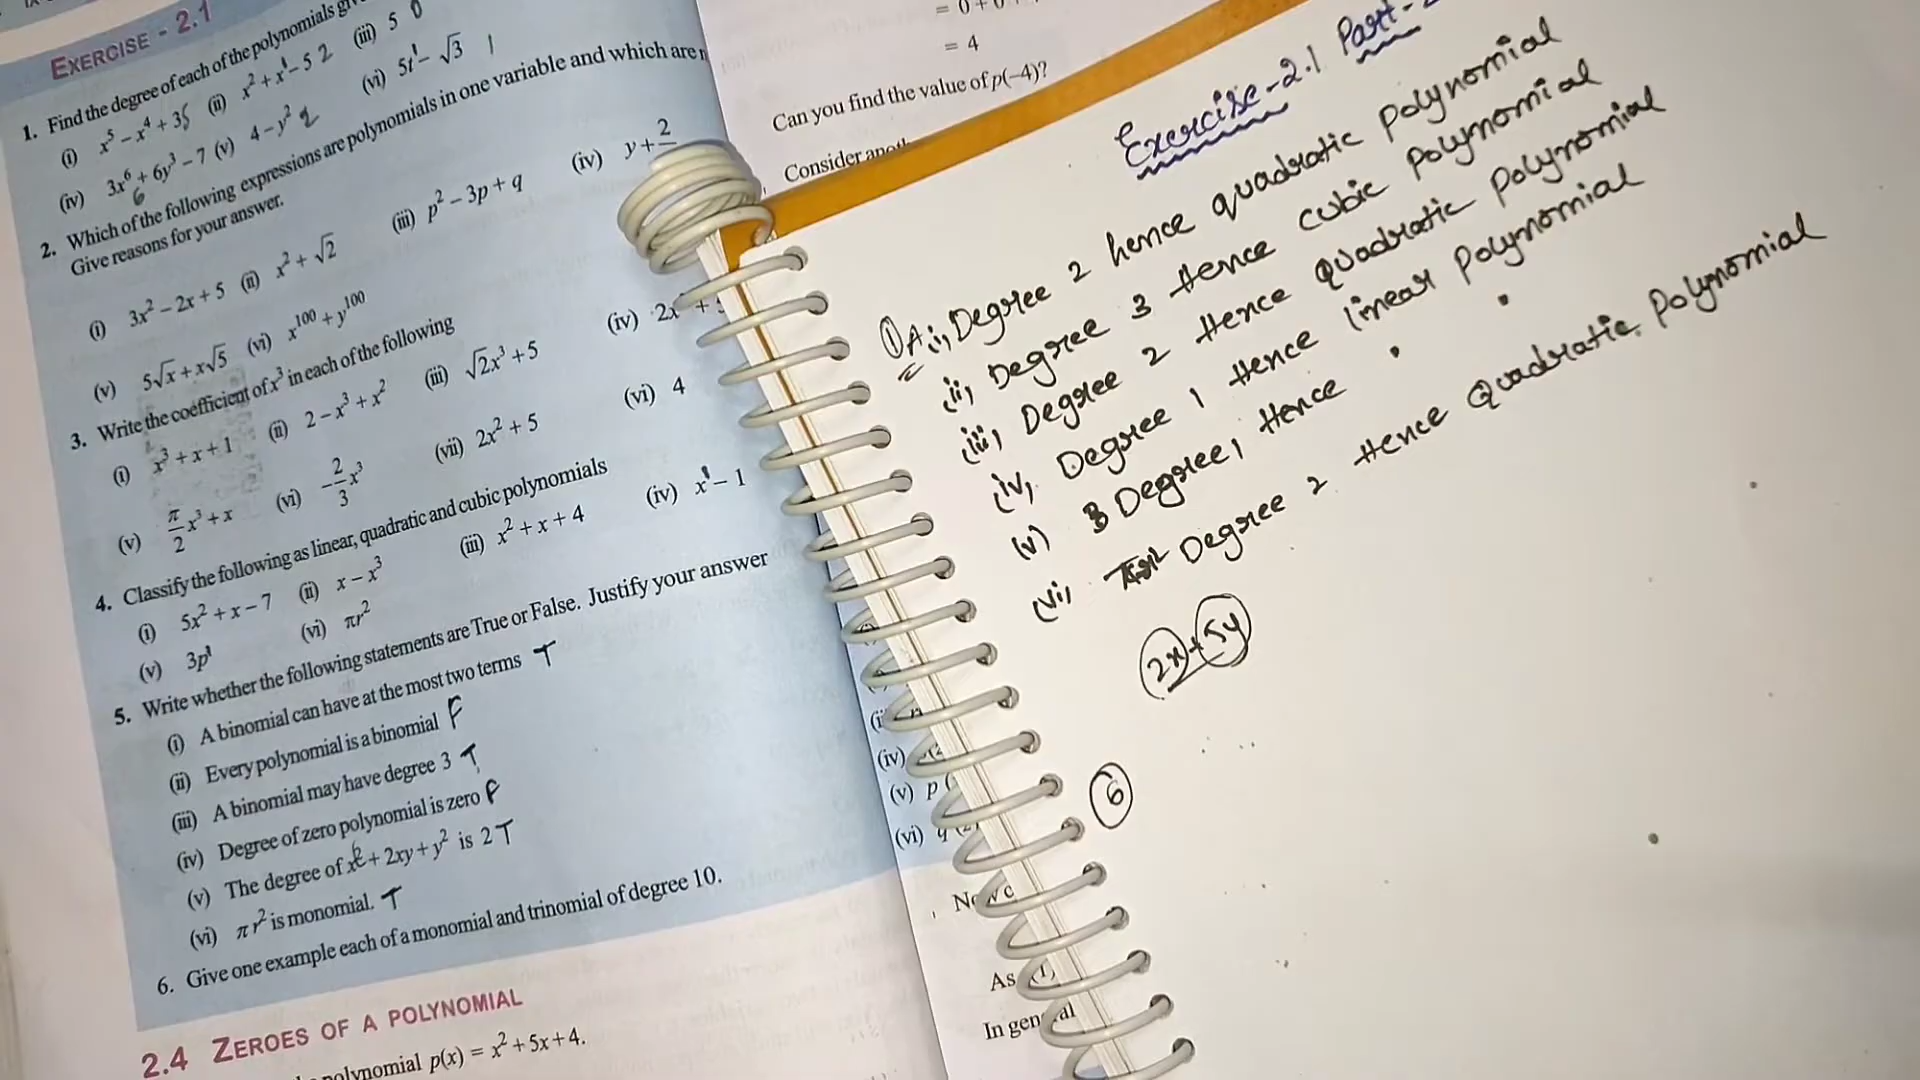 EXERCISE - 2.1
1. Find the degree of each of the polynomials
(i) x⁵ – x⁴ + 3 5 (ii) x² + x – 5 2 (iii) 5 0
(iv) 3x⁶ + 6y³ – 7 6 (v) 4 – y² 2 (vi) 5t – √3 1
2. Which of the following expressions are polynomials in one variable and which are
Give reasons for your answer.
(i) 3x² – 2x + 5 (ii) x² + √2 (iii) p² – 3p + q (iv) y + 2
(v) 5√x + x√5 (vi) x¹⁰⁰ + y¹⁰⁰
3. Write the coefficient of x³ in each of the following
(i) x³ + x + 1 (ii) 2 – x³ + x² (iii) √2x³ + 5 (iv) 2x +
(v) π/2 x³ + x (vi) –2/3 x³ (vii) 2x² + 5 (vi) 4
4. Classify the following as linear, quadratic and cubic polynomials
(i) 5x² + x – 7 (ii) x – x³ (iii) x² + x + 4 (iv) x¹ – 1
(v) 3p¹ (vi) πr²
5. Write whether the following statements are True or False. Justify your answer
(i) A binomial can have at the most two terms T
(ii) Every polynomial is a binomial F
(iii) A binomial may have degree 3 T
(iv) Degree of zero polynomial is zero F
(v) The degree of x² + 2xy + y² is 2 T
(vi) πr² is monomial. T
6. Give one example each of a monomial and trinomial of degree 10.
2.4 ZEROES OF A POLYNOMIAL
polynomial p(x) = x² + 5x + 4.
= 0 + 0
= 4
Can you find the value of p(–4)?
Consider
(iv)
(v) p(
(vi)
As
In general
Exercise-2.1 Part-
① A. i, Degree 2 hence quadratic polynomial
(ii, Degree 3 Hence cubic polynomial
(iii, Degree 2 Hence Quadratic polynomial
(iv, Degree 1 Hence linear polynomial
(v) Degree 1 Hence " "
(vi, Degree 2 Hence Quadratic polynomial
2x + 5y
6